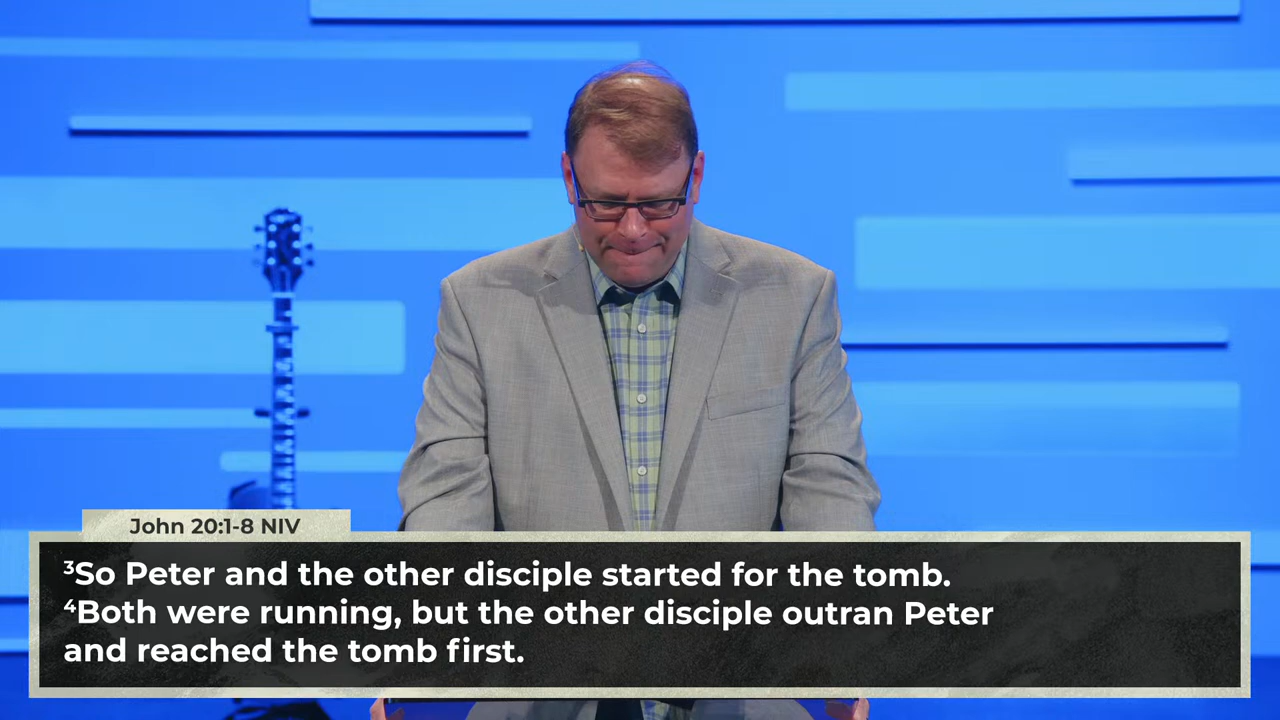 John 20:1-8 NIV
³So Peter and the other disciple started for the tomb.
⁴Both were running, but the other disciple outran Peter
and reached the tomb first.